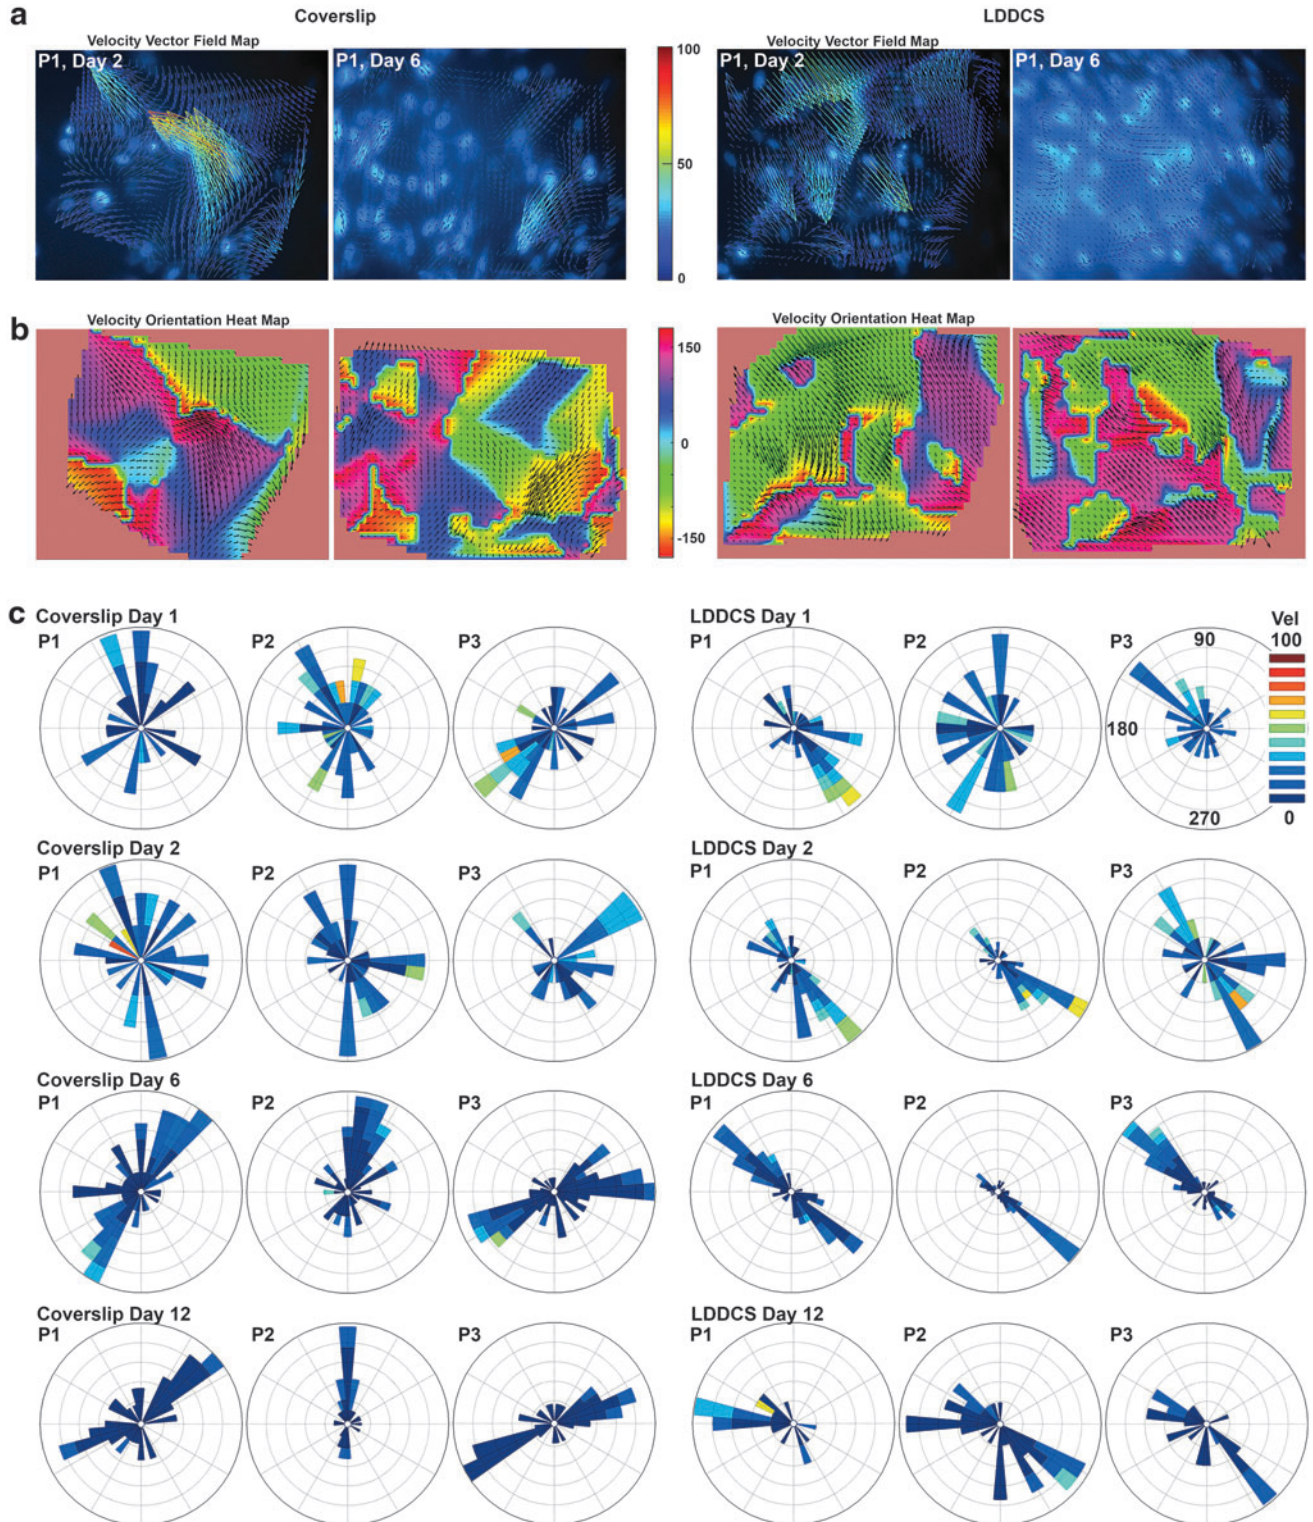 a
Coverslip
LDDCS
Velocity Vector Field Map
Velocity Vector Field Map
P1, Day 2
P1, Day 6
100
50
0
P1, Day 2
P1, Day 6
b
Velocity Orientation Heat Map
Velocity Orientation Heat Map
150
0
-150
c
Coverslip Day 1
P1
P2
P3
LDDCS Day 1
P1
P2
P3
90
180
270
Vel
100
0
Coverslip Day 2
P1
P2
P3
LDDCS Day 2
P1
P2
P3
Coverslip Day 6
P1
P2
P3
LDDCS Day 6
P1
P2
P3
Coverslip Day 12
P1
P2
P3
LDDCS Day 12
P1
P2
P3